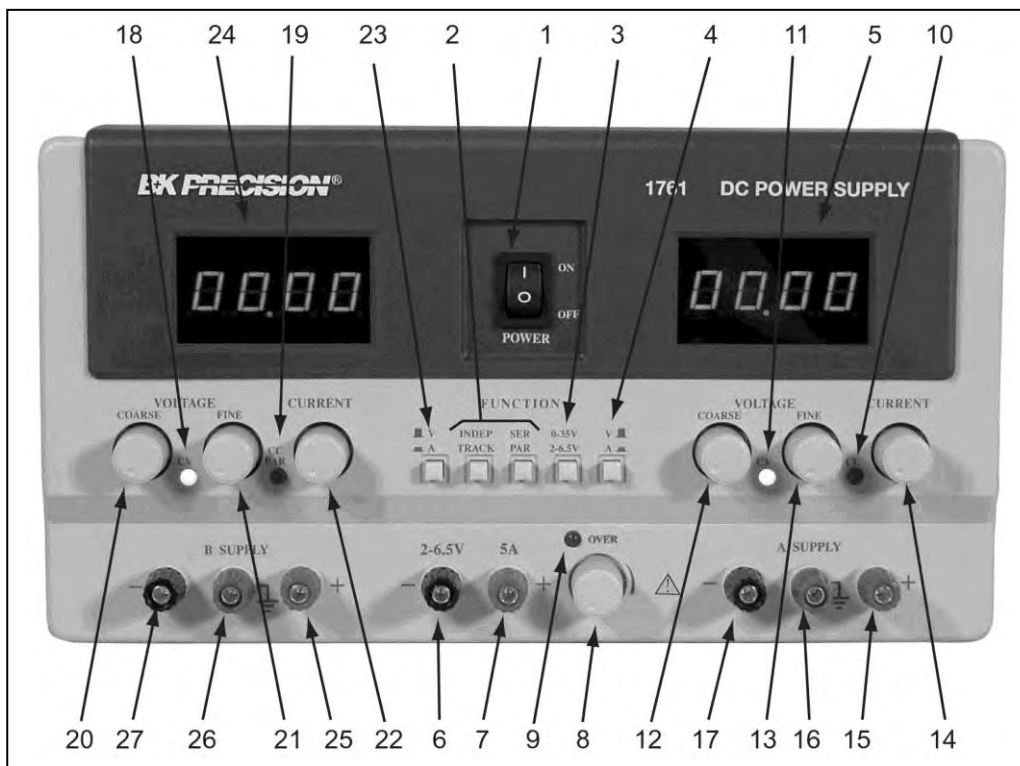 18 24 19 23 2 1 3 4 11 5 10
BK PRECISION®
1761 DC POWER SUPPLY
00.00
I
O
ON
OFF
POWER
00.00
VOLTAGE
COARSE FINE
CURRENT
CV
CC
PAR
FUNCTION
V
A
INDEP
TRACK
SER
PAR
0-35V
2-6.5V
V
A
VOLTAGE
COARSE FINE
CURRENT
CV
CC
B SUPPLY
- +
2-6.5V 5A
- +
OVER
A SUPPLY
- +
20 27 26 21 25 22 6 7 9 8 12 17 13 16 15 14